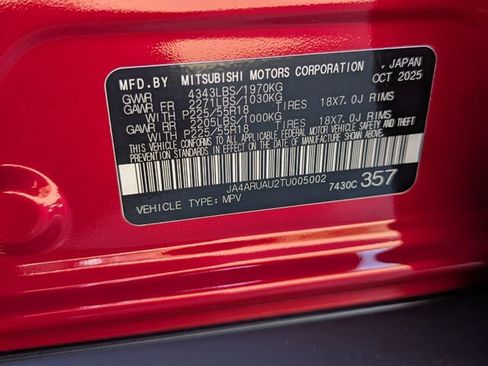 MFD.BY MITSUBISHI MOTORS CORPORATION, JAPAN
GVWR 4343LBS/1970KG OCT 2025
GAWR FR 2271LBS/1030KG
WITH P225/55R18 TIRES 18X7.0J RIMS
GAWR RR 2205LBS/1000KG
WITH P225/55R18 TIRES 18X7.0J RIMS
THIS VEHICLE CONFORMS TO ALL APPLICABLE FEDERAL MOTOR VEHICLE SAFETY, BUMPER, AND THEFT PREVENTION STANDARDS IN EFFECT ON THE DATE OF MANUFACTURE SHOWN ABOVE.
JA4ARUAU2TU005002 7430C 357
VEHICLE TYPE: MPV